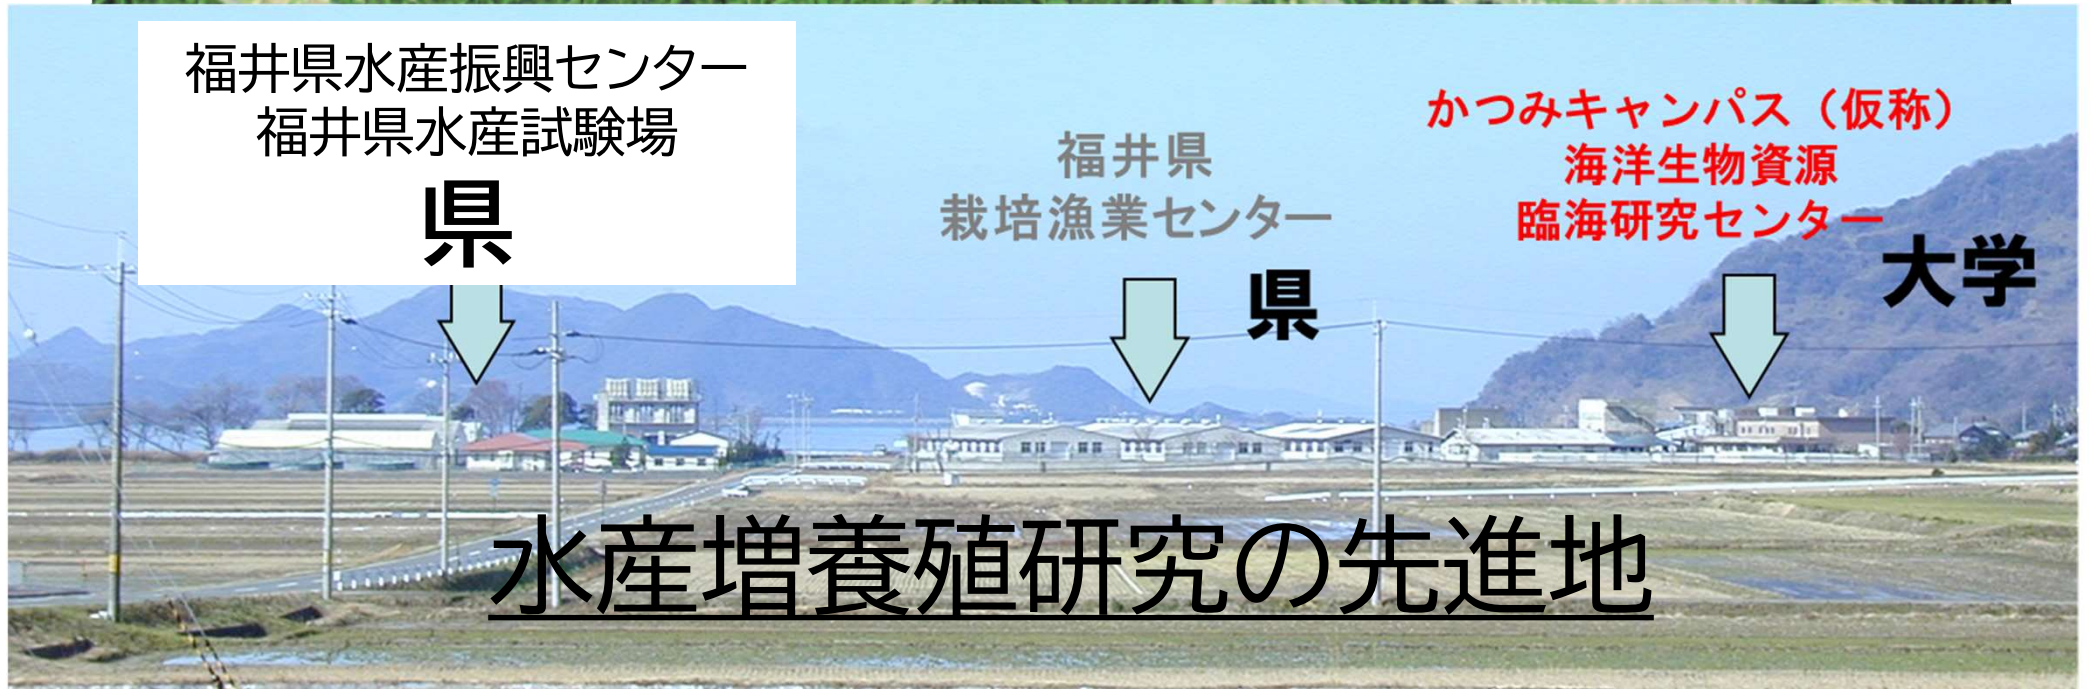 福井県水産振興センター
福井県水産試験場
県
福井県
栽培漁業センター
県
かつみキャンパス（仮称）
海洋生物資源
臨海研究センター
大学
水産増養殖研究の先進地